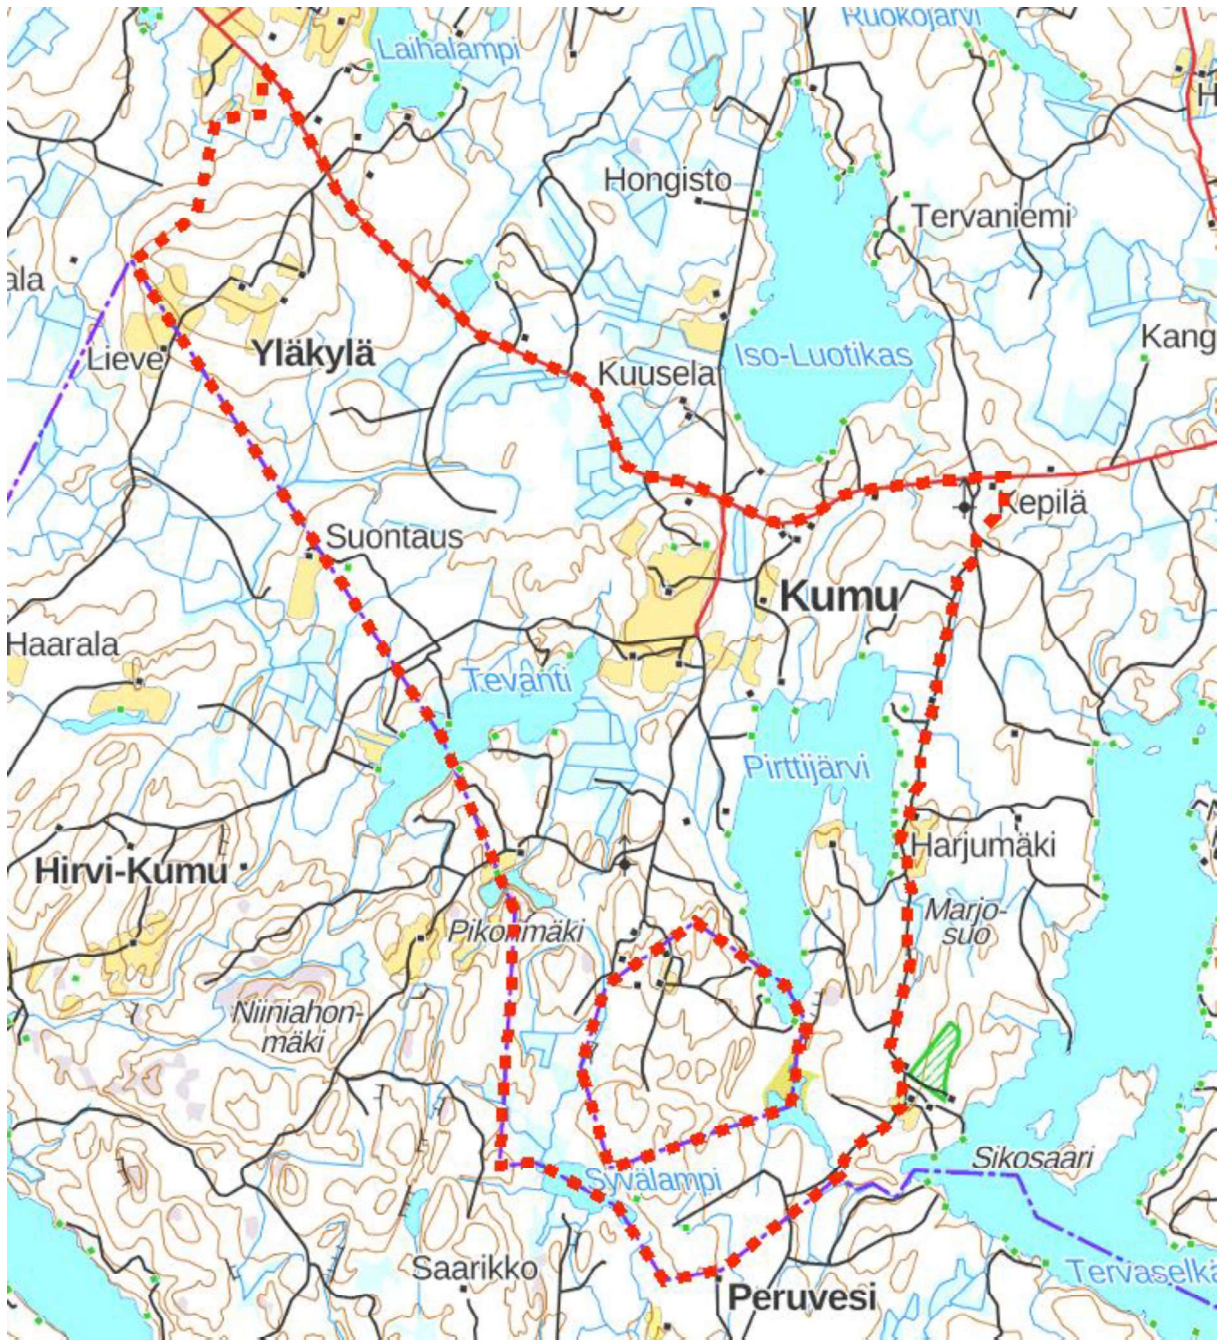 Ruokojärvi
Laihalampi
Hongisto
Tervaniemi
ala
Kang
Iso-Luotikas
Lieve
Yläkylä
Kuusela
Kepilä
Suontaus
Kumu
Haarala
Tevänti
Pirttijärvi
Harjumäki
Hirvi-Kumu
Marjo-
suo
Pikonmäki
Niiniahon-
mäki
Sikosaari
Syvälampi
Saarikko
Tervaselkä
Peruvesi